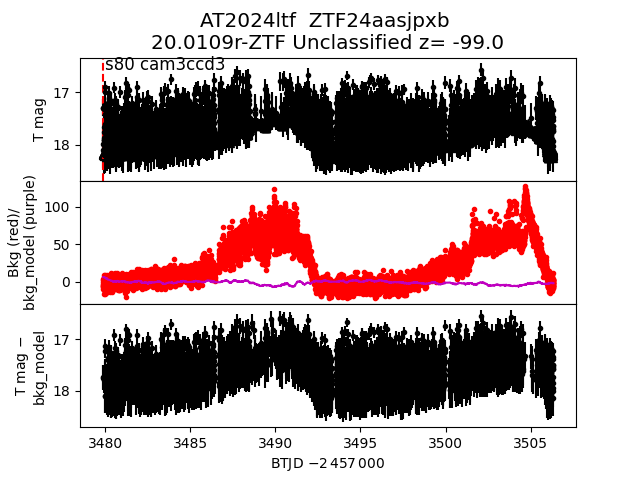 AT2024ltf  ZTF24aasjpxb
20.0109r-ZTF Unclassified z= -99.0
s80 cam3ccd3
T mag
17
18
Bkg (red)/
bkg_model (purple)
100
50
0
T mag −
bkg_model
17
18
3480 3485 3490 3495 3500 3505
BTJD −2 457 000